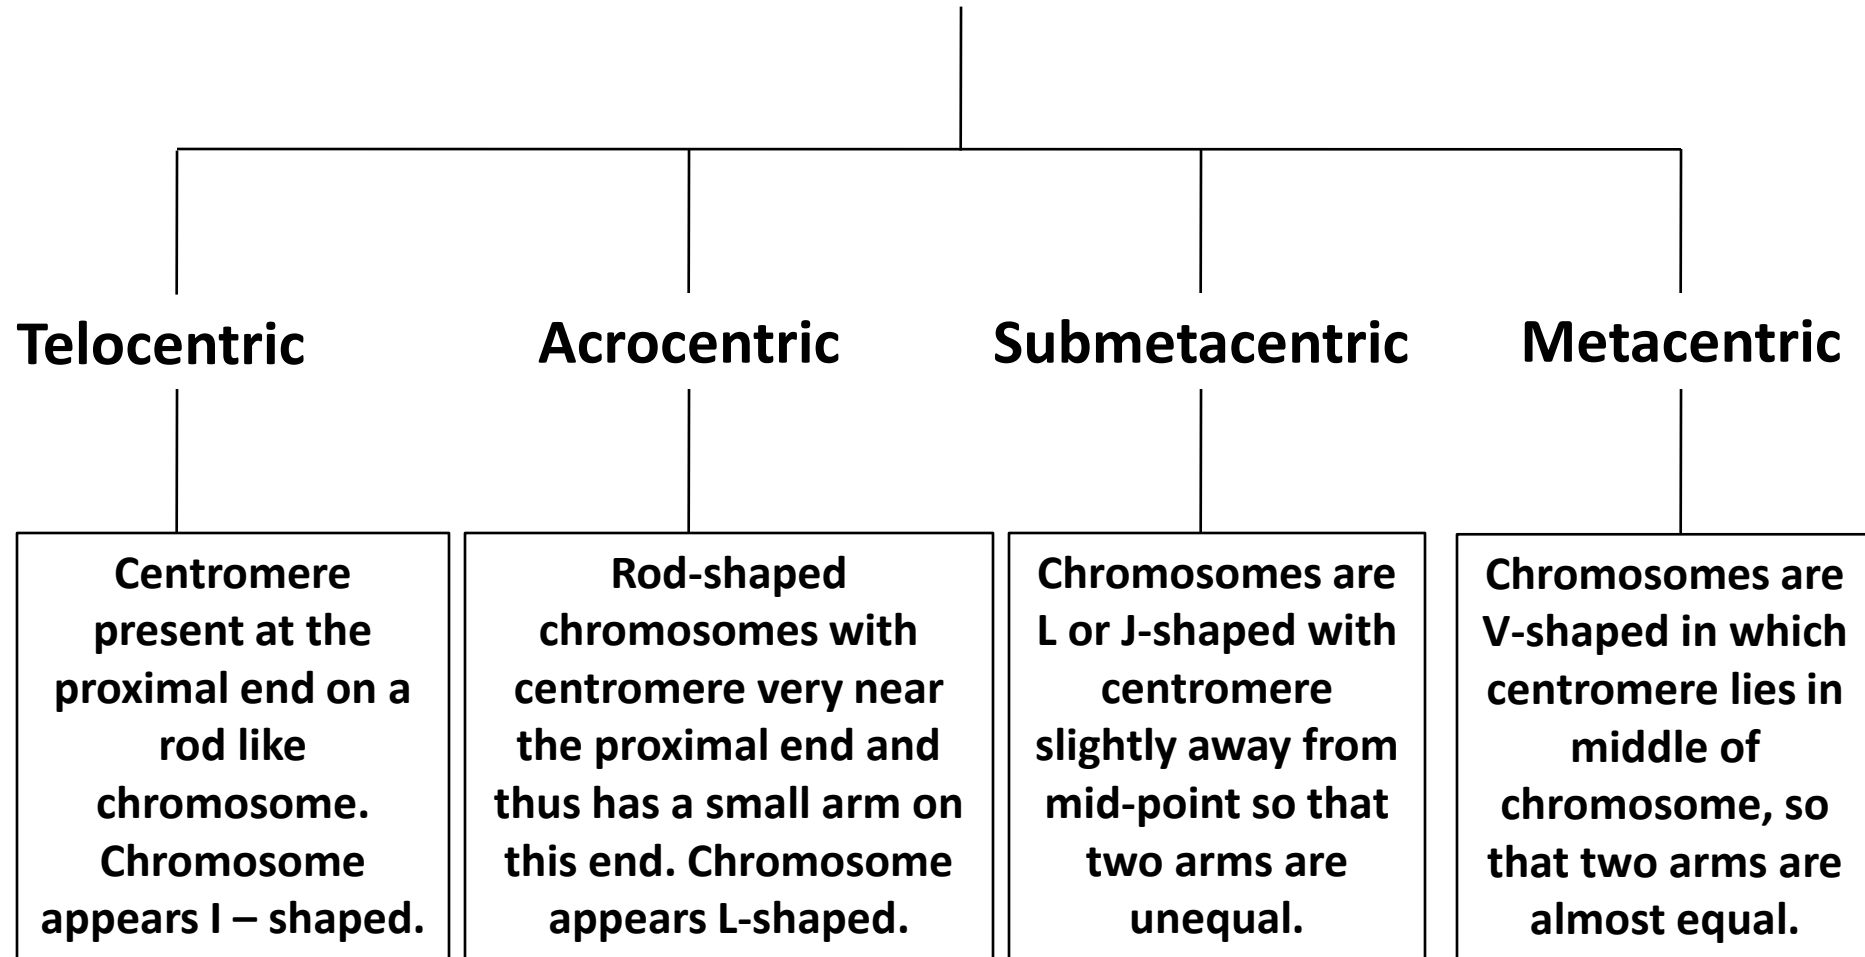 Telocentric
Acrocentric
Submetacentric
Metacentric
Centromere
present at the
proximal end on a
rod like
chromosome.
Chromosome
appears I – shaped.
Rod-shaped
chromosomes with
centromere very near
the proximal end and
thus has a small arm on
this end. Chromosome
appears L-shaped.
Chromosomes are
L or J-shaped with
centromere
slightly away from
mid-point so that
two arms are
unequal.
Chromosomes are
V-shaped in which
centromere lies in
middle of
chromosome, so
that two arms are
almost equal.